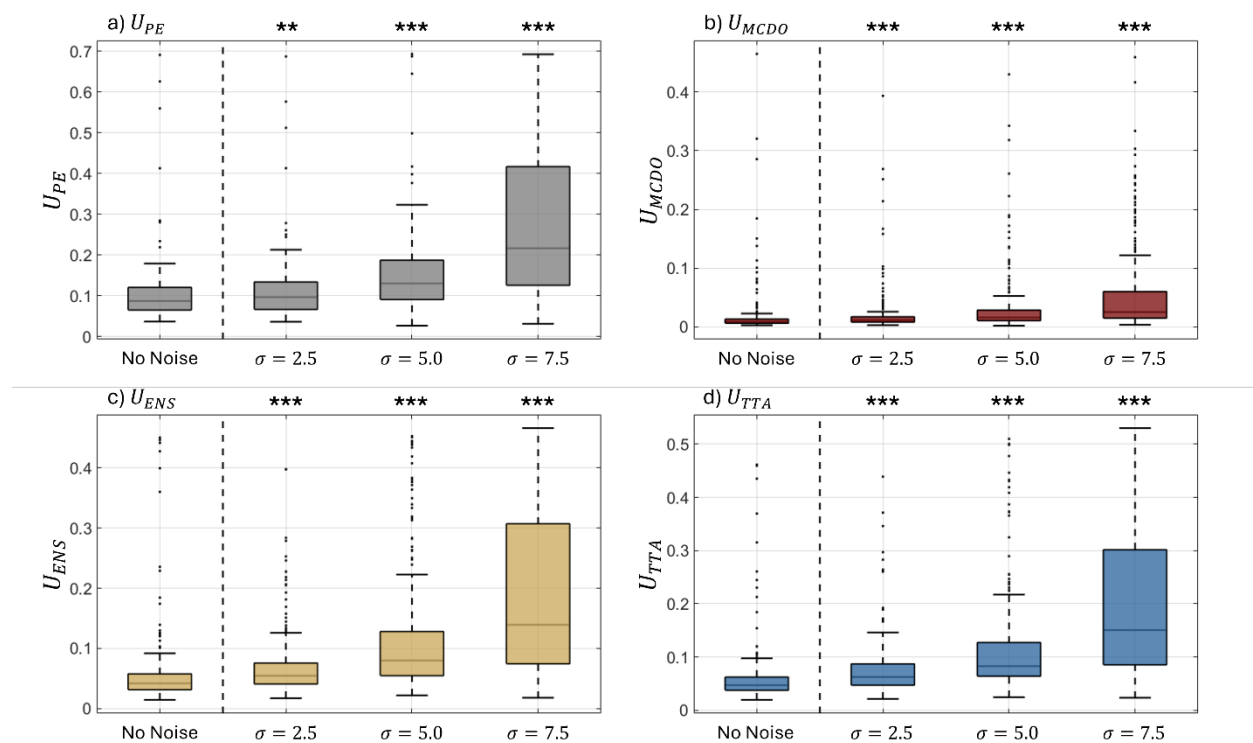 a) U_PE
** *** ***
U_PE
0.7
0.6
0.5
0.4
0.3
0.2
0.1
0
No Noise σ = 2.5 σ = 5.0 σ = 7.5
b) U_MCDO
*** *** ***
U_MCDO
0.4
0.3
0.2
0.1
0
No Noise σ = 2.5 σ = 5.0 σ = 7.5
c) U_ENS
*** *** ***
U_ENS
0.4
0.3
0.2
0.1
0
No Noise σ = 2.5 σ = 5.0 σ = 7.5
d) U_TTA
*** *** ***
U_TTA
0.5
0.4
0.3
0.2
0.1
0
No Noise σ = 2.5 σ = 5.0 σ = 7.5